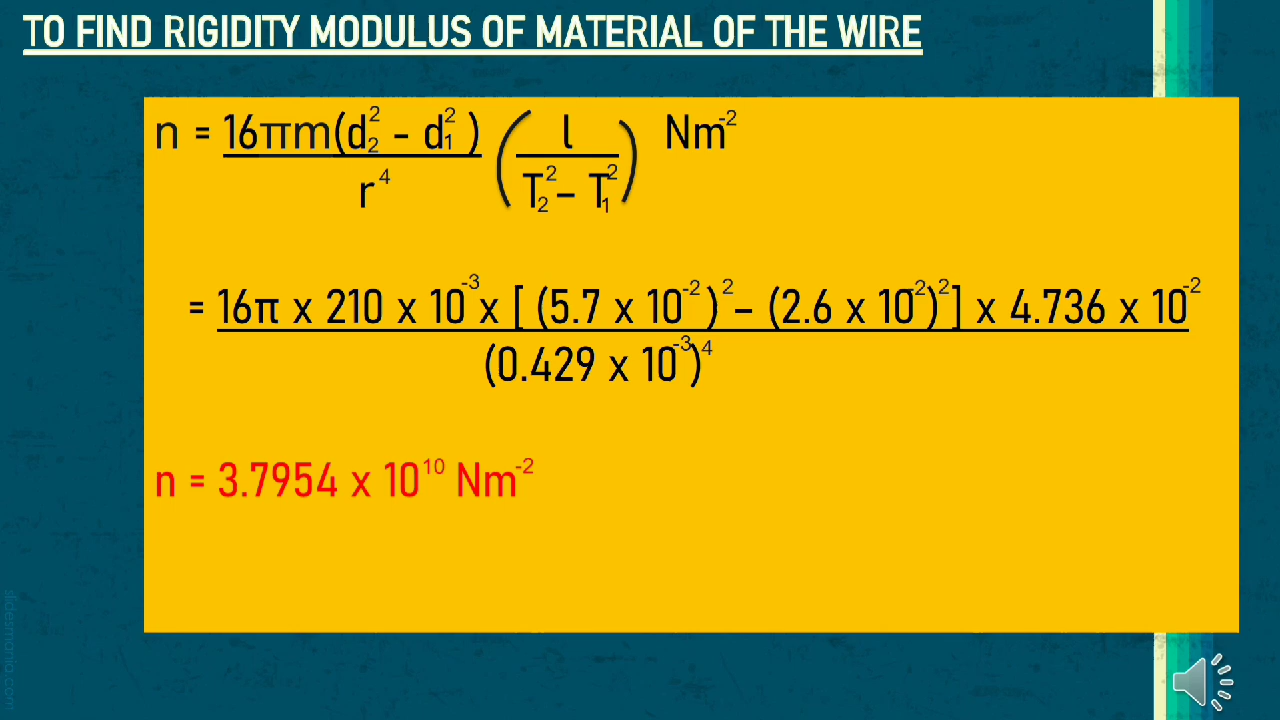 TO FIND RIGIDITY MODULUS OF MATERIAL OF THE WIRE
n = 16πm(d₂² - d₁²) ( l ) Nm⁻²
r⁴ T₂² – T₁²
= 16π x 210 x 10⁻³ x [ (5.7 x 10⁻²)² – (2.6 x 10⁻²)²] x 4.736 x 10⁻²
(0.429 x 10⁻³)⁴
n = 3.7954 x 10¹⁰ Nm⁻²
slidesmania.com